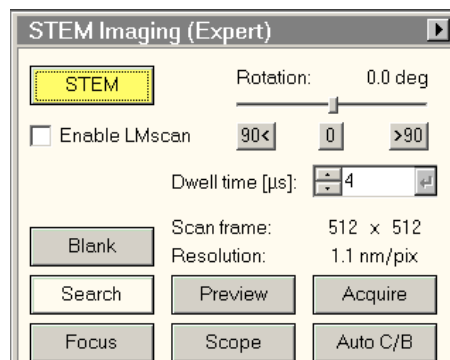 STEM Imaging (Expert)
STEM
Rotation: 0.0 deg
Enable LMscan
90< 0 >90
Dwell time [µs]: 4
Scan frame: 512 x 512
Blank
Resolution: 1.1 nm/pix
Search Preview Acquire
Focus Scope Auto C/B